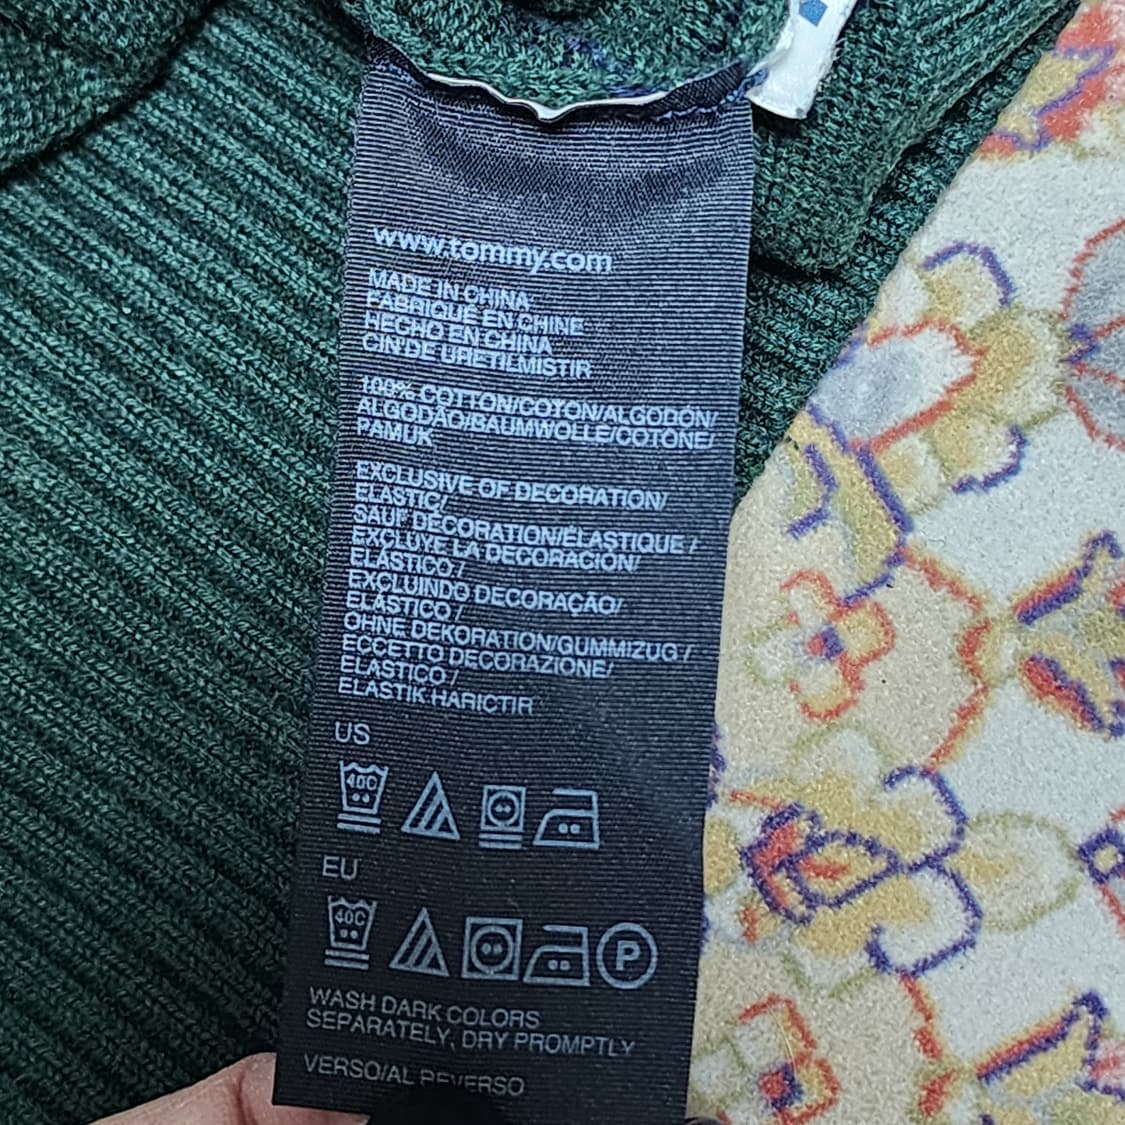 www.tommy.com
MADE IN CHINA
FABRIQUÉ EN CHINE
HECHO EN CHINA
CIN'DE URETILMISTIR
100% COTTON/COTON/ALGODÓN/
ALGODÃO/BAUMWOLLE/COTONE/
PAMUK
EXCLUSIVE OF DECORATION/
ELASTIC/
SAUF DÉCORATION/ÉLASTIQUE /
EXCLUYE LA DECORACIÓN/
ELÁSTICO /
EXCLUINDO DECORAÇÃO/
ELÁSTICO /
OHNE DEKORATION/GUMMIZUG /
ECCETTO DECORAZIONE/
ELASTICO /
ELASTIK HARICTIR
US
40C
EU
40C P
WASH DARK COLORS
SEPARATELY, DRY PROMPTLY
VERSO/AL REVERSO